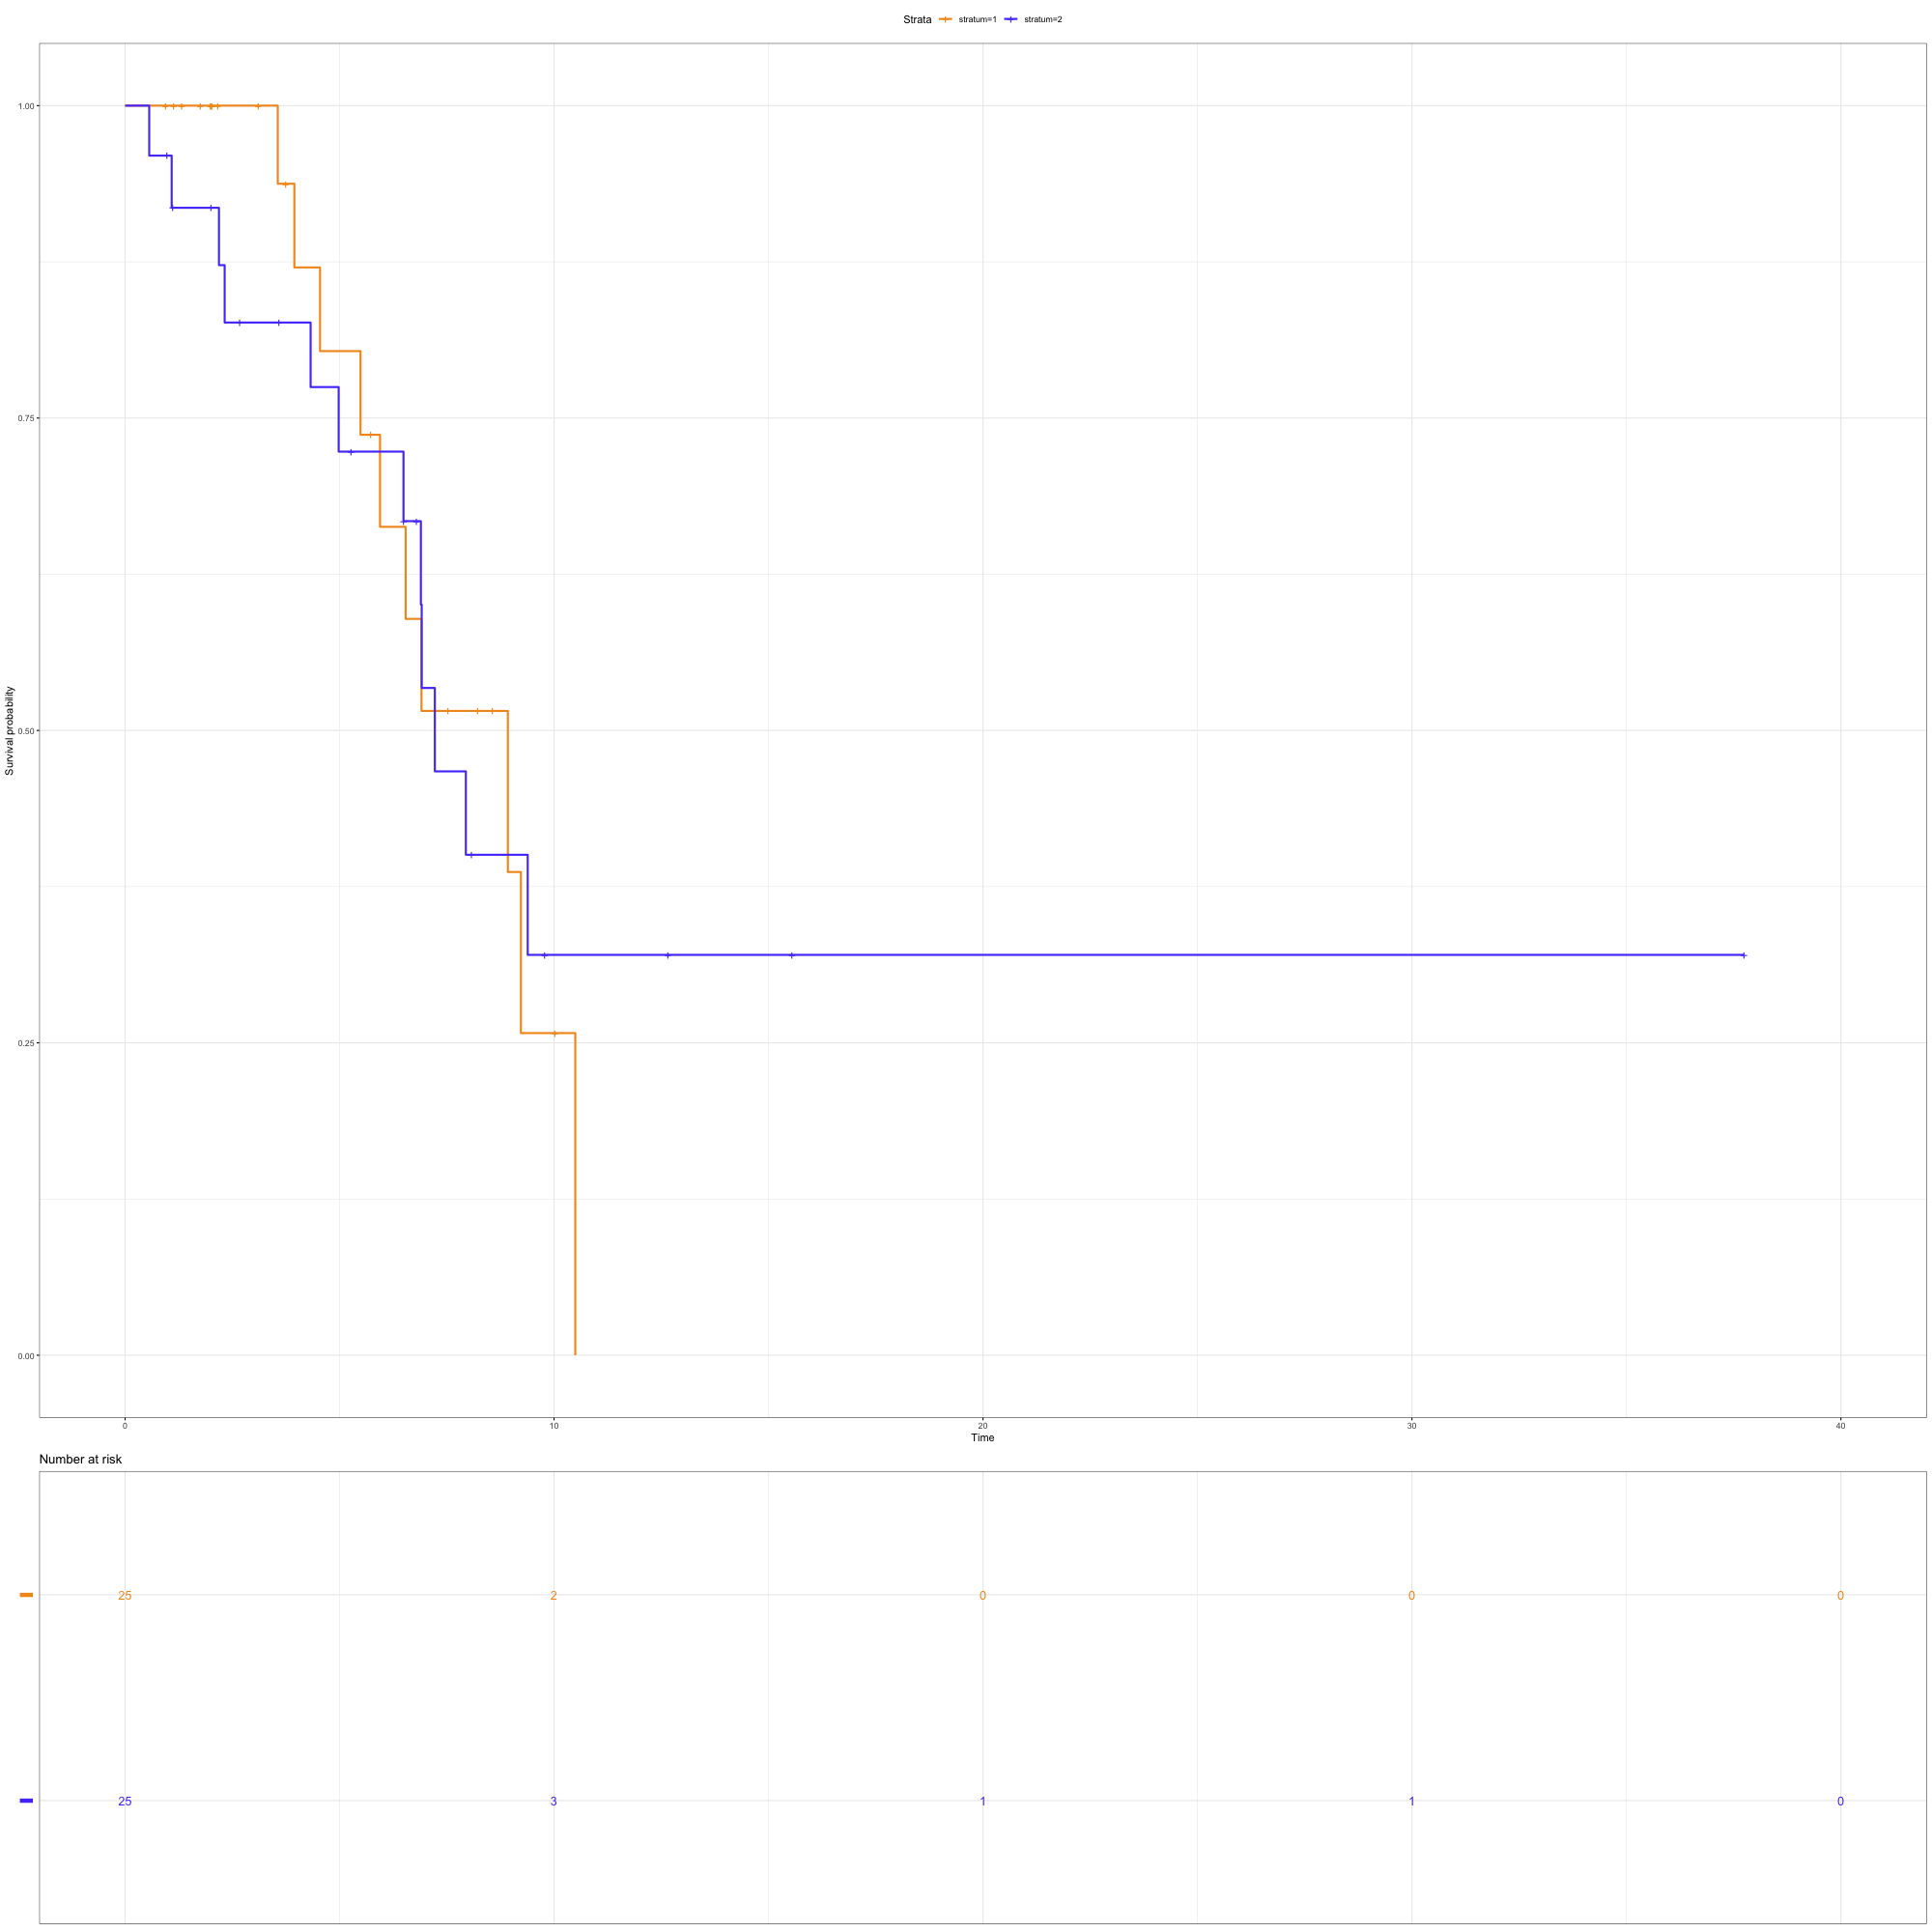 Strata stratum=1 stratum=2
1.00
0.75
0.50
0.25
0.00
Survival probability
0 10 20 30 40
Time
Number at risk
25 2 0 0 0
25 3 1 1 0